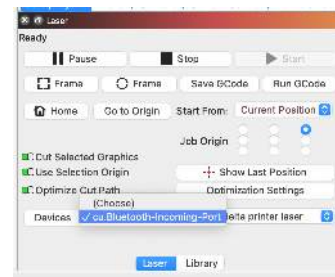 Laser
Ready
Pause Stop Start
Frame Frame Save GCode Run GCode
Home Go to Origin Start From: Current Position
Job Origin
Cut Selected Graphics
Use Selection Origin Show Last Position
Optimize Cut Path Optimization Settings
(Choose)
Devices ✓ cu.Bluetooth-Incoming-Port printer laser
Laser Library